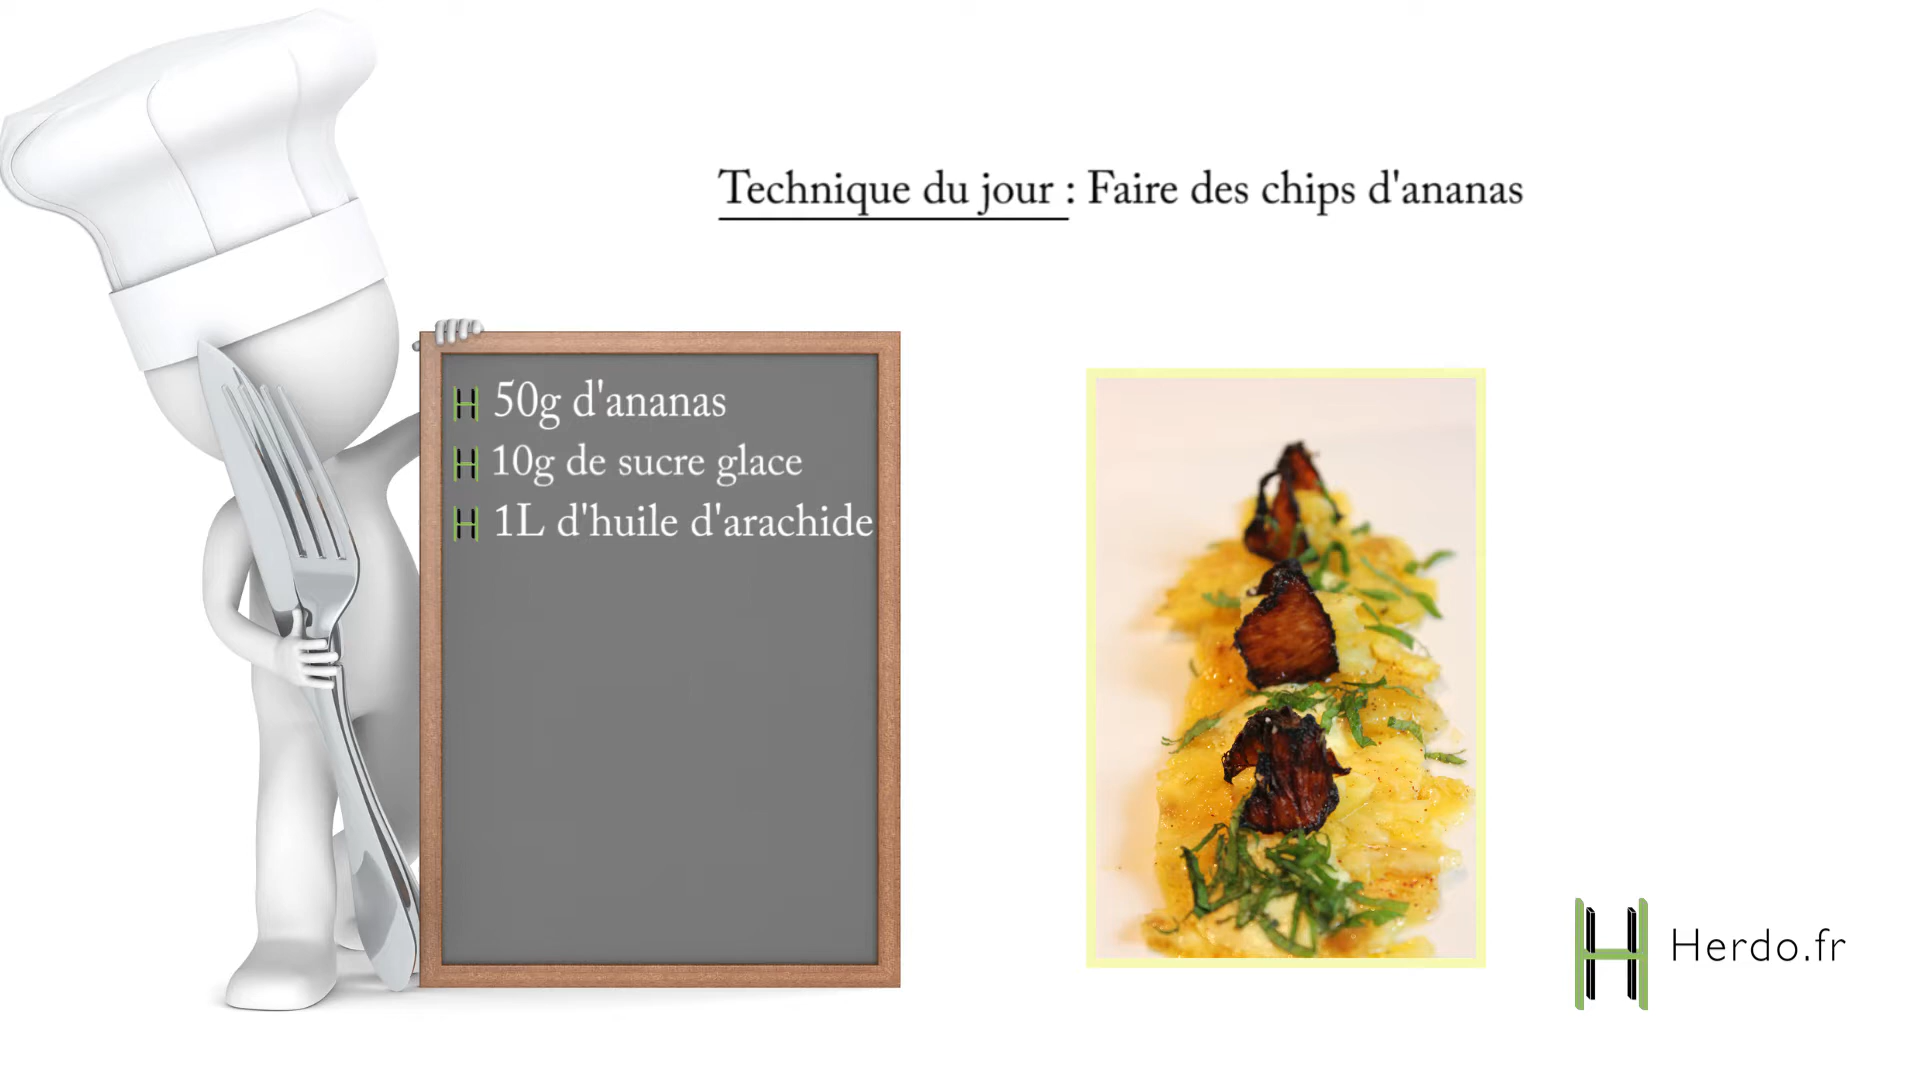 Technique du jour : Faire des chips d'ananas
50g d'ananas
10g de sucre glace
1L d'huile d'arachide
H Herdo.fr